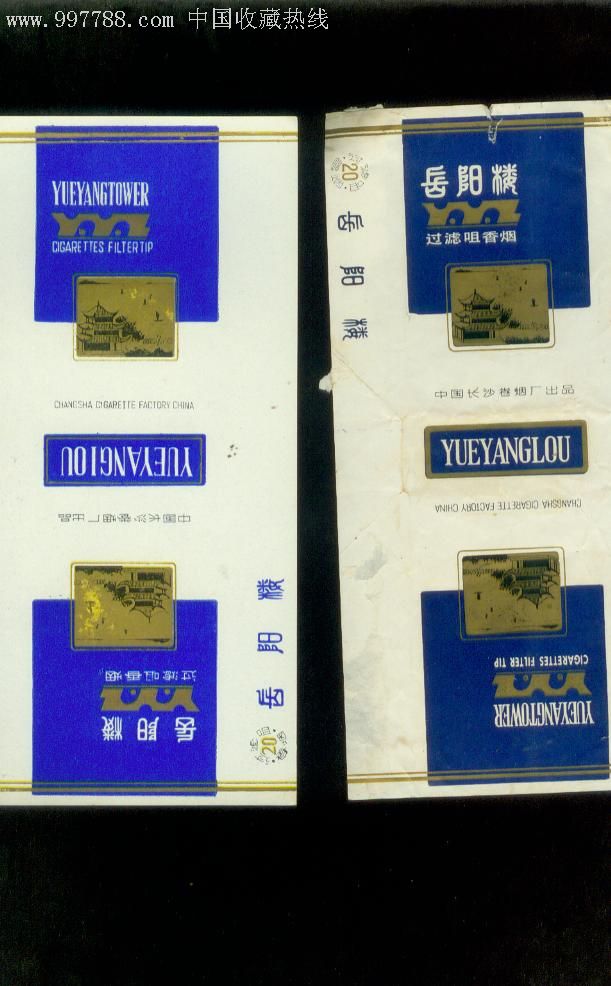 www.997788.com 中国收藏热线
YUEYANGTOWER
CIGARETTES FILTERTIP
CHANGSHA CIGARETTE FACTORY CHINA
YUEYANGLOU
中国长沙卷烟厂出品
过滤咀香烟
岳阳楼
岳阳楼
20
20
岳阳楼
岳阳楼
过滤咀香烟
中国长沙卷烟厂出品
YUEYANGLOU
CHANGSHA CIGARETTE FACTORY CHINA
CIGARETTES FILTER TIP
YUEYANGTOWER